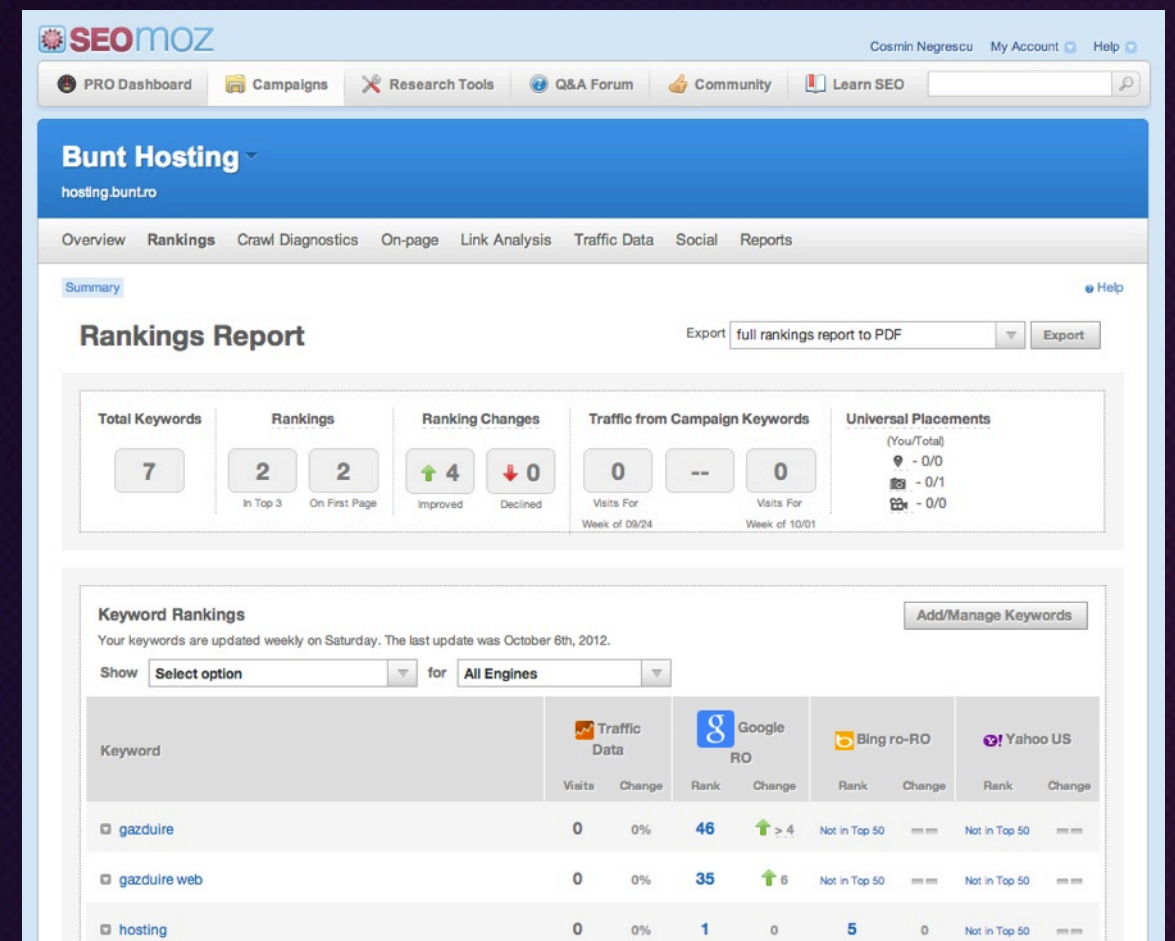 SEOmoz
Cosmin Negrescu My Account Help
PRO Dashboard Campaigns Research Tools Q&A Forum Community Learn SEO
Bunt Hosting
hosting.bunt.ro
Overview Rankings Crawl Diagnostics On-page Link Analysis Traffic Data Social Reports
Summary Help
Rankings Report Export full rankings report to PDF Export
Total Keywords Rankings Ranking Changes Traffic from Campaign Keywords Universal Placements
(You/Total)
7 2 2 4 0 0 -- 0 - 0/0
- 0/1
In Top 3 On First Page Improved Declined Visits For Visits For - 0/0
Week of 09/24 Week of 10/01
Keyword Rankings Add/Manage Keywords
Your keywords are updated weekly on Saturday. The last update was October 6th, 2012.
Show Select option for All Engines
Keyword Traffic Data Google RO Bing ro-RO Yahoo US
Visits Change Rank Change Rank Change Rank Change
gazduire 0 0% 46 > 4 Not in Top 50 -- Not in Top 50 --
gazduire web 0 0% 35 6 Not in Top 50 -- Not in Top 50 --
hosting 0 0% 1 0 5 0 Not in Top 50 --